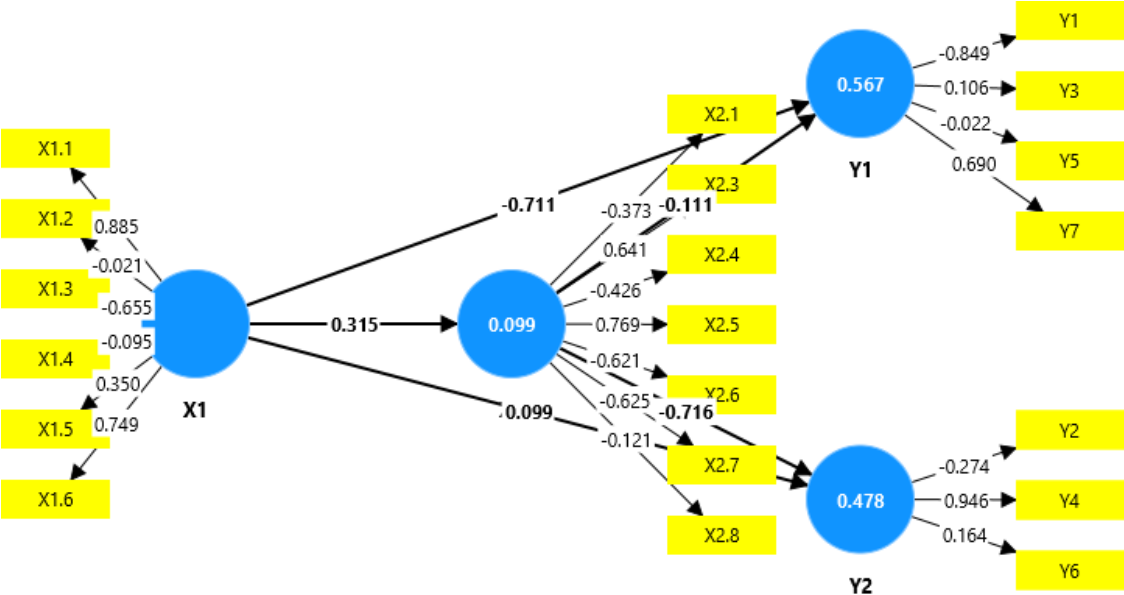 X1.1
X1.2
X1.3
X1.4
X1.5
X1.6
0.885
-0.021
-0.655
-0.095
0.350
0.749
X1
-0.711
0.315
0.099
0.099
-0.373
0.641
-0.426
0.769
-0.621
-0.625
-0.121
-0.111
-0.716
X2.1
X2.3
X2.4
X2.5
X2.6
X2.7
X2.8
0.567
Y1
-0.849
0.106
-0.022
0.690
Y1
Y3
Y5
Y7
0.478
Y2
-0.274
0.946
0.164
Y2
Y4
Y6